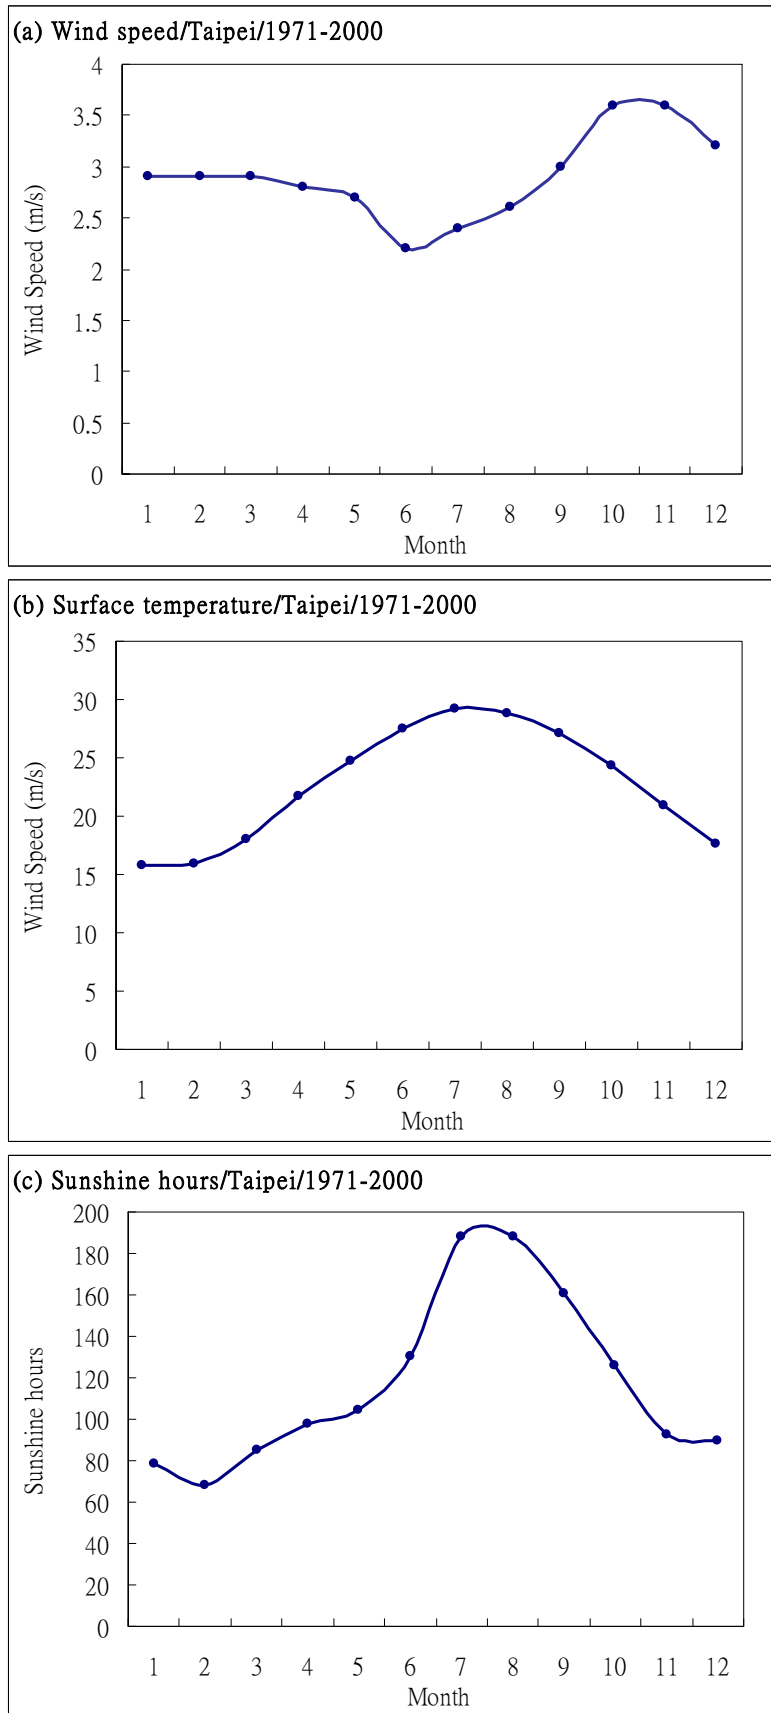 (a) Wind speed/Taipei/1971-2000
4
3.5
3
2.5
2
1.5
1
0.5
0
Wind Speed (m/s)
1 2 3 4 5 6 7 8 9 10 11 12
Month
(b) Surface temperature/Taipei/1971-2000
35
30
25
20
15
10
5
0
Wind Speed (m/s)
1 2 3 4 5 6 7 8 9 10 11 12
Month
(c) Sunshine hours/Taipei/1971-2000
200
180
160
140
120
100
80
60
40
20
0
Sunshine hours
1 2 3 4 5 6 7 8 9 10 11 12
Month